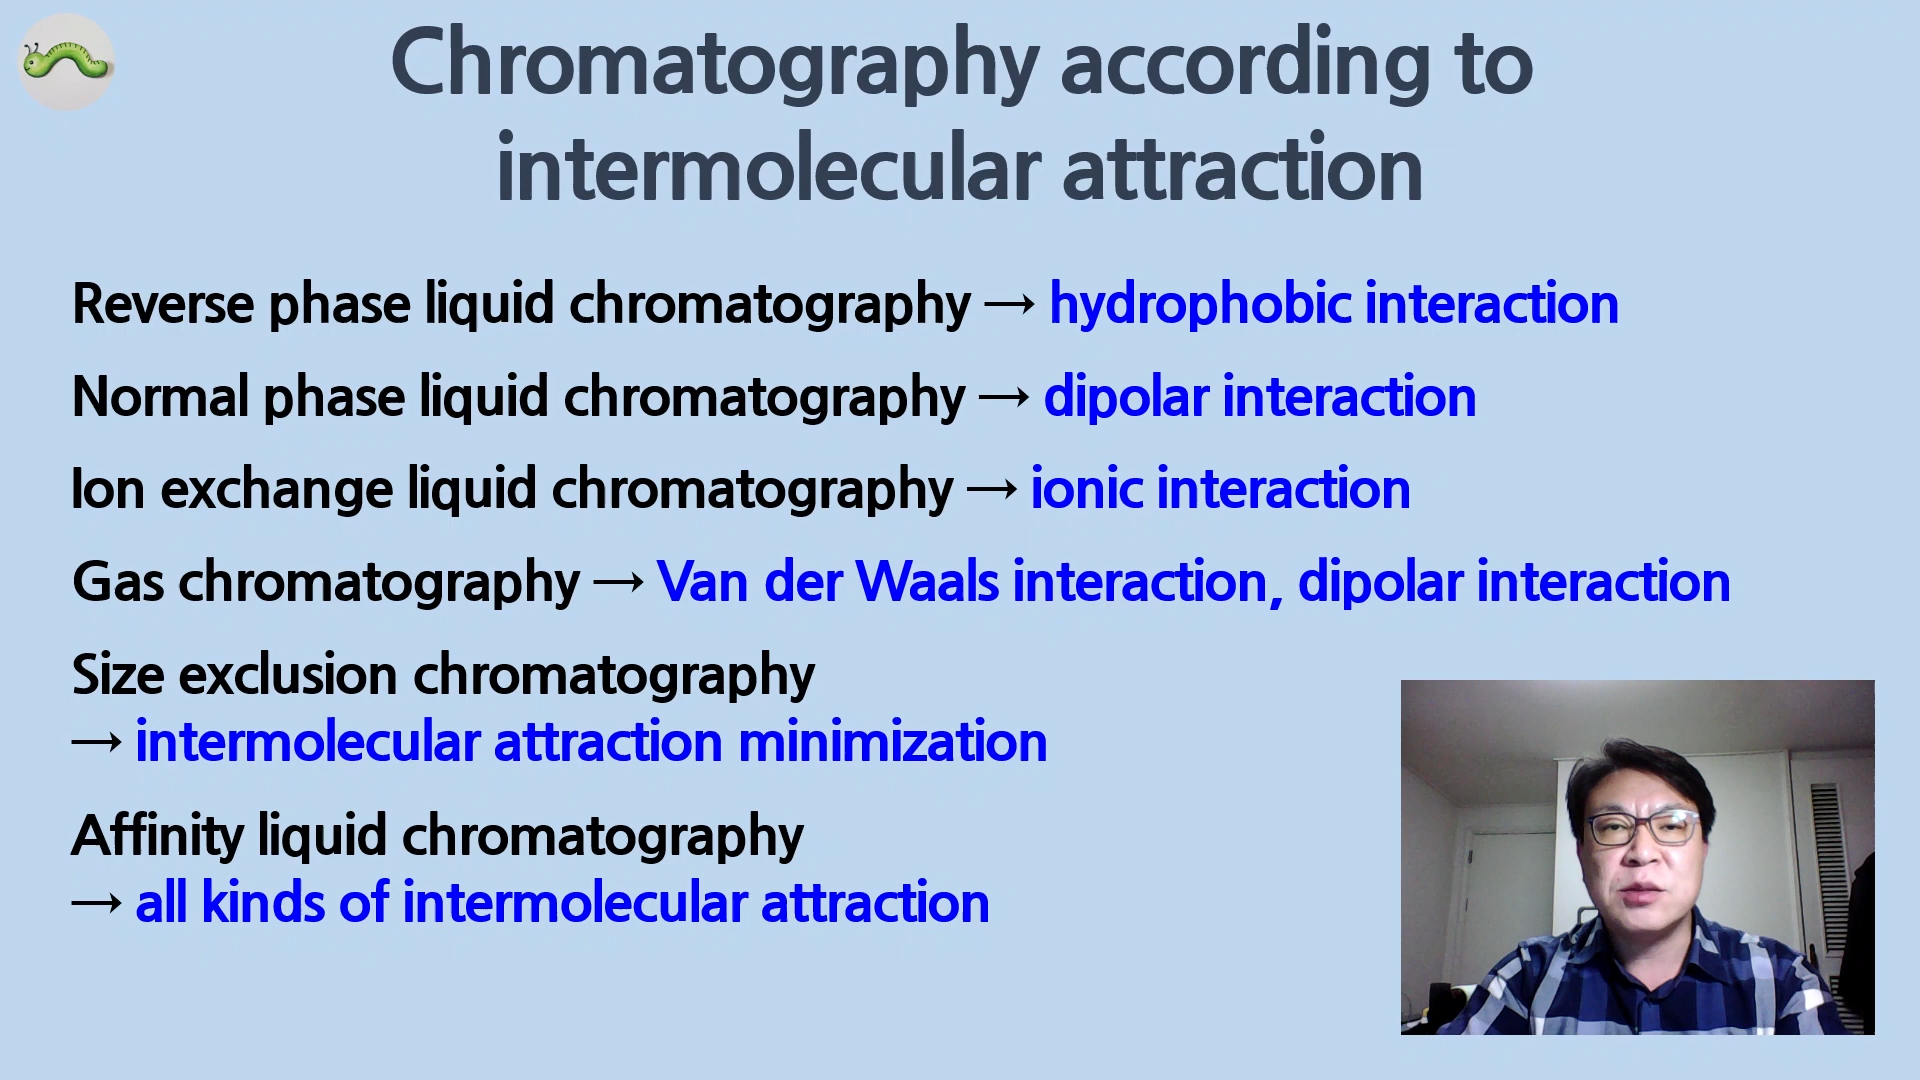 Chromatography according to
intermolecular attraction
Reverse phase liquid chromatography → hydrophobic interaction
Normal phase liquid chromatography → dipolar interaction
Ion exchange liquid chromatography → ionic interaction
Gas chromatography → Van der Waals interaction, dipolar interaction
Size exclusion chromatography
→ intermolecular attraction minimization
Affinity liquid chromatography
→ all kinds of intermolecular attraction